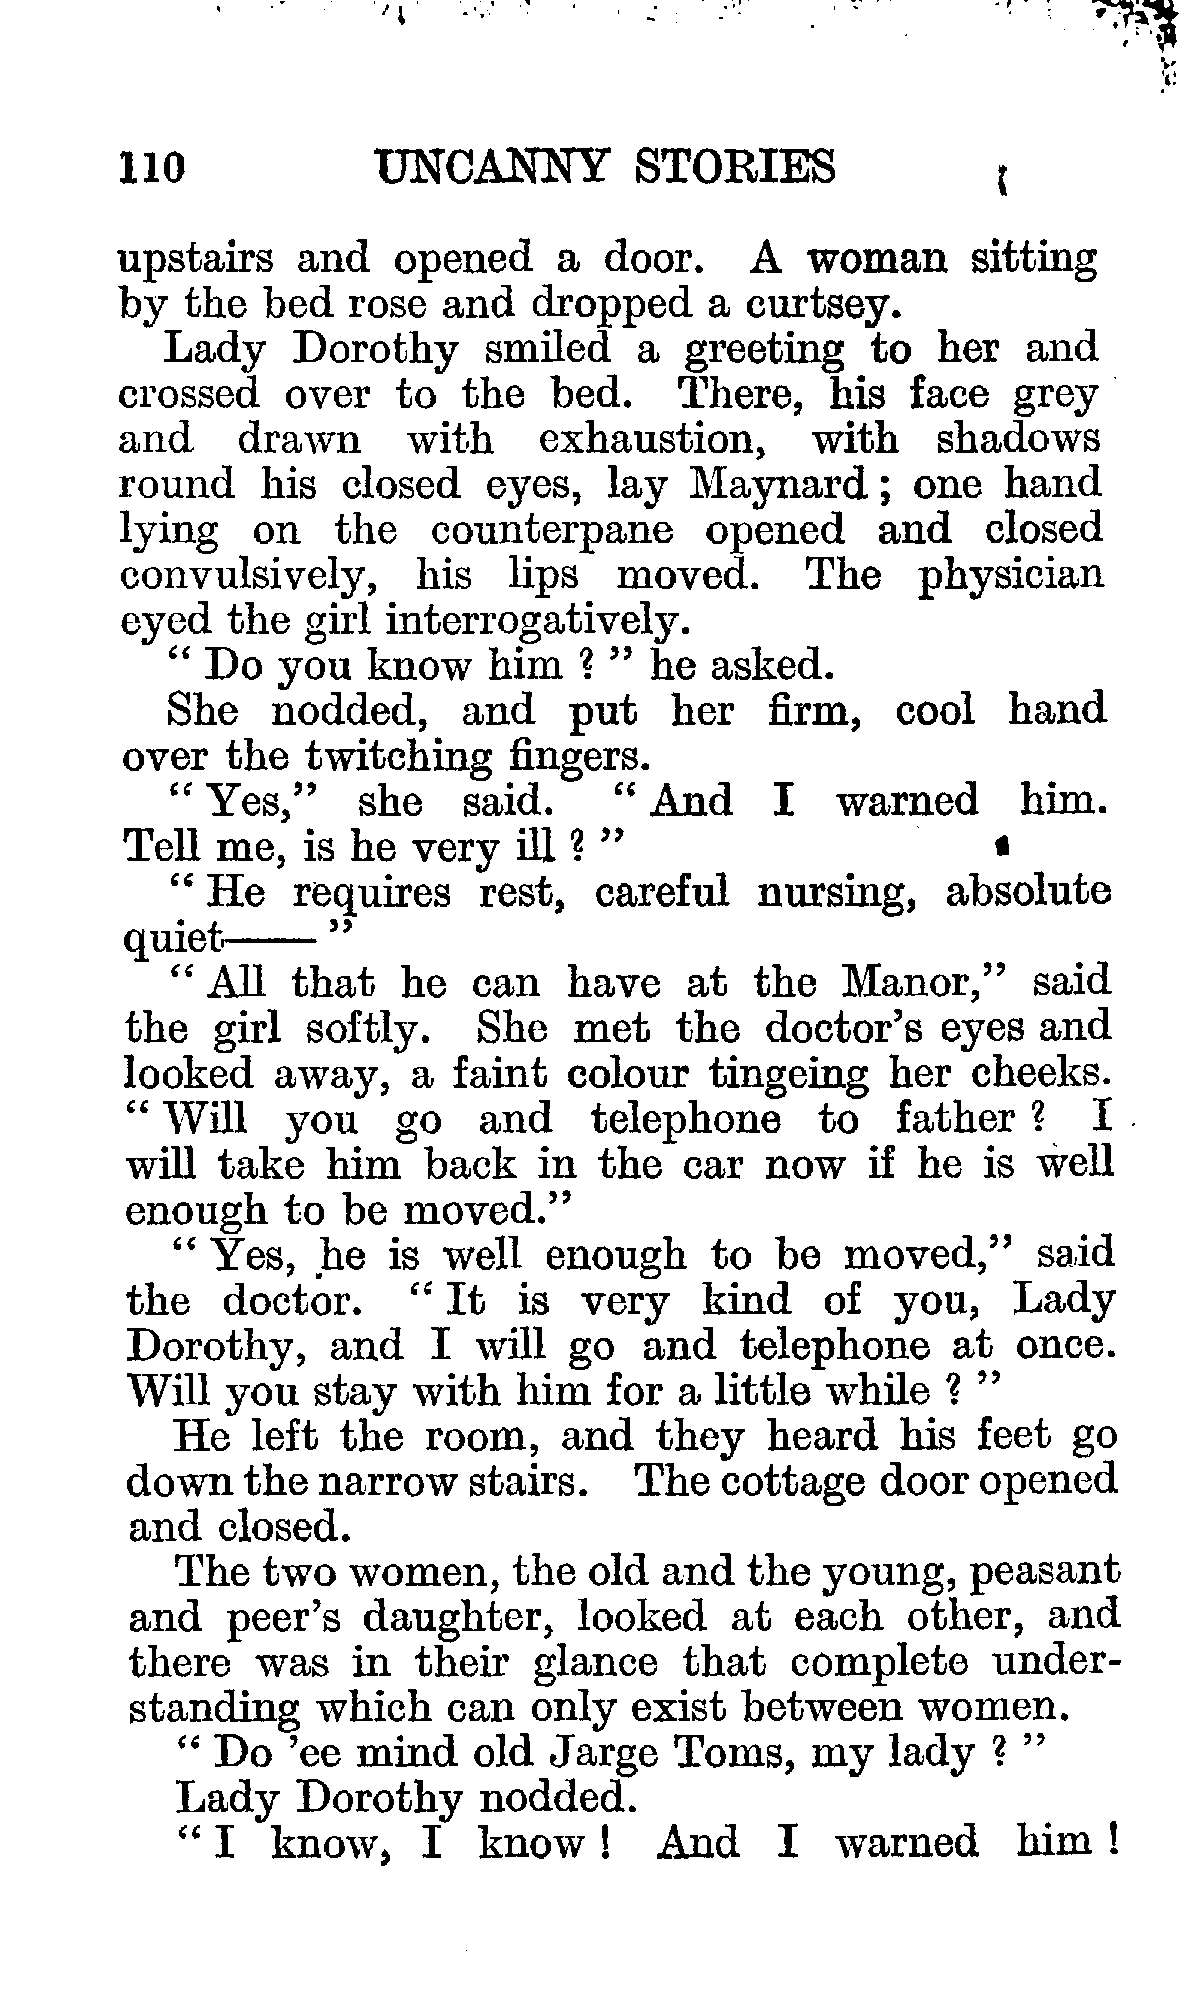 110 UNCANNY STORIES
upstairs and opened a door. A woman sitting
by the bed rose and dropped a curtsey.
Lady Dorothy smiled a greeting to her and
crossed over to the bed. There, his face grey
and drawn with exhaustion, with shadows
round his closed eyes, lay Maynard; one hand
lying on the counterpane opened and closed
convulsively, his lips moved. The physician
eyed the girl interrogatively.
“ Do you know him ? ” he asked.
She nodded, and put her firm, cool hand
over the twitching fingers.
“ Yes,” she said. “ And I warned him.
Tell me, is he very ill ? ”
“ He requires rest, careful nursing, absolute
quiet—— ”
“ All that he can have at the Manor,” said
the girl softly. She met the doctor’s eyes and
looked away, a faint colour tingeing her cheeks.
“ Will you go and telephone to father ? I
will take him back in the car now if he is well
enough to be moved.”
“ Yes, he is well enough to be moved,” said
the doctor. “ It is very kind of you, Lady
Dorothy, and I will go and telephone at once.
Will you stay with him for a little while ? ”
He left the room, and they heard his feet go
down the narrow stairs. The cottage door opened
and closed.
The two women, the old and the young, peasant
and peer’s daughter, looked at each other, and
there was in their glance that complete under-
standing which can only exist between women.
“ Do ’ee mind old Jarge Toms, my lady ? ”
Lady Dorothy nodded.
“ I know, I know ! And I warned him !